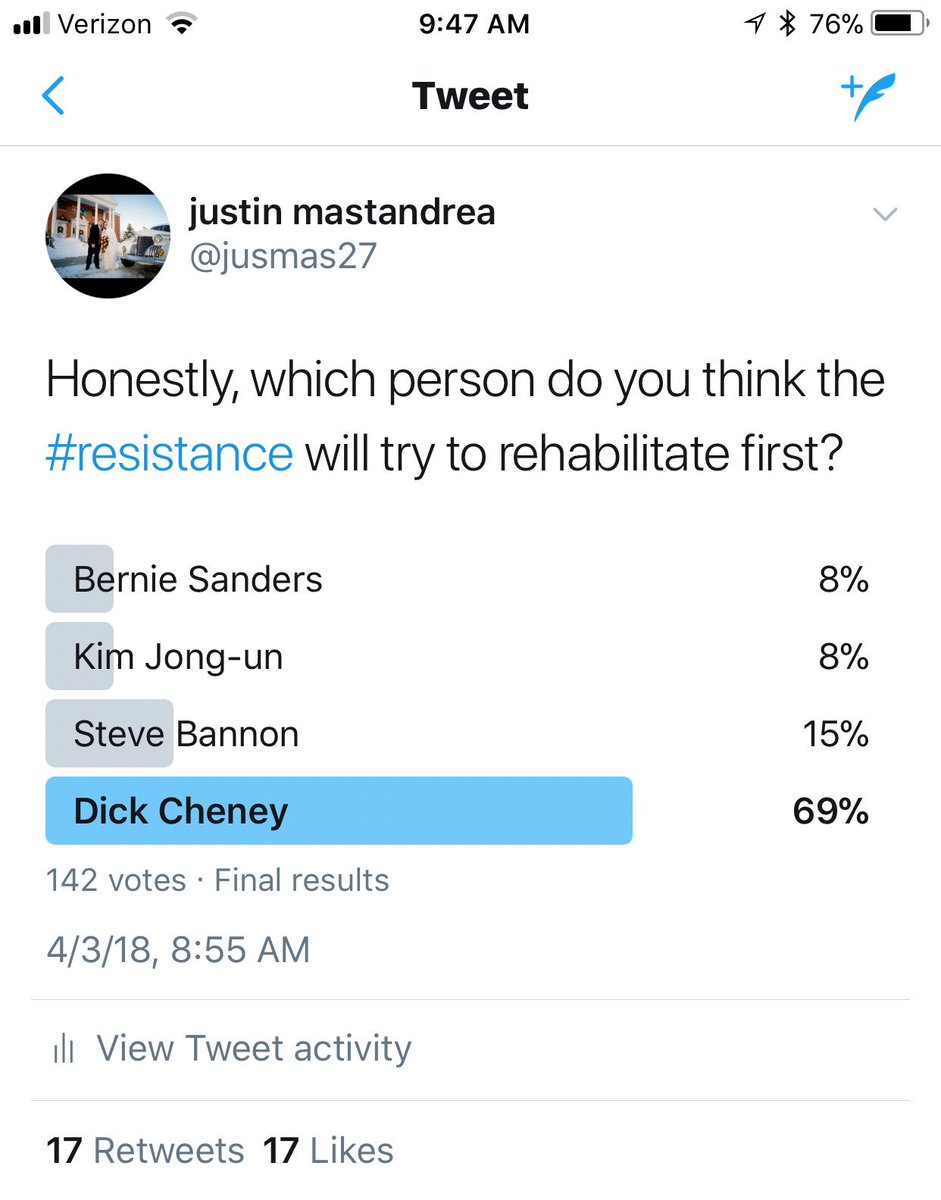 Verizon 9:47 AM 76%
Tweet
justin mastandrea
@jusmas27
Honestly, which person do you think the
#resistance will try to rehabilitate first?
Bernie Sanders 8%
Kim Jong-un 8%
Steve Bannon 15%
Dick Cheney 69%
142 votes · Final results
4/3/18, 8:55 AM
View Tweet activity
17 Retweets 17 Likes